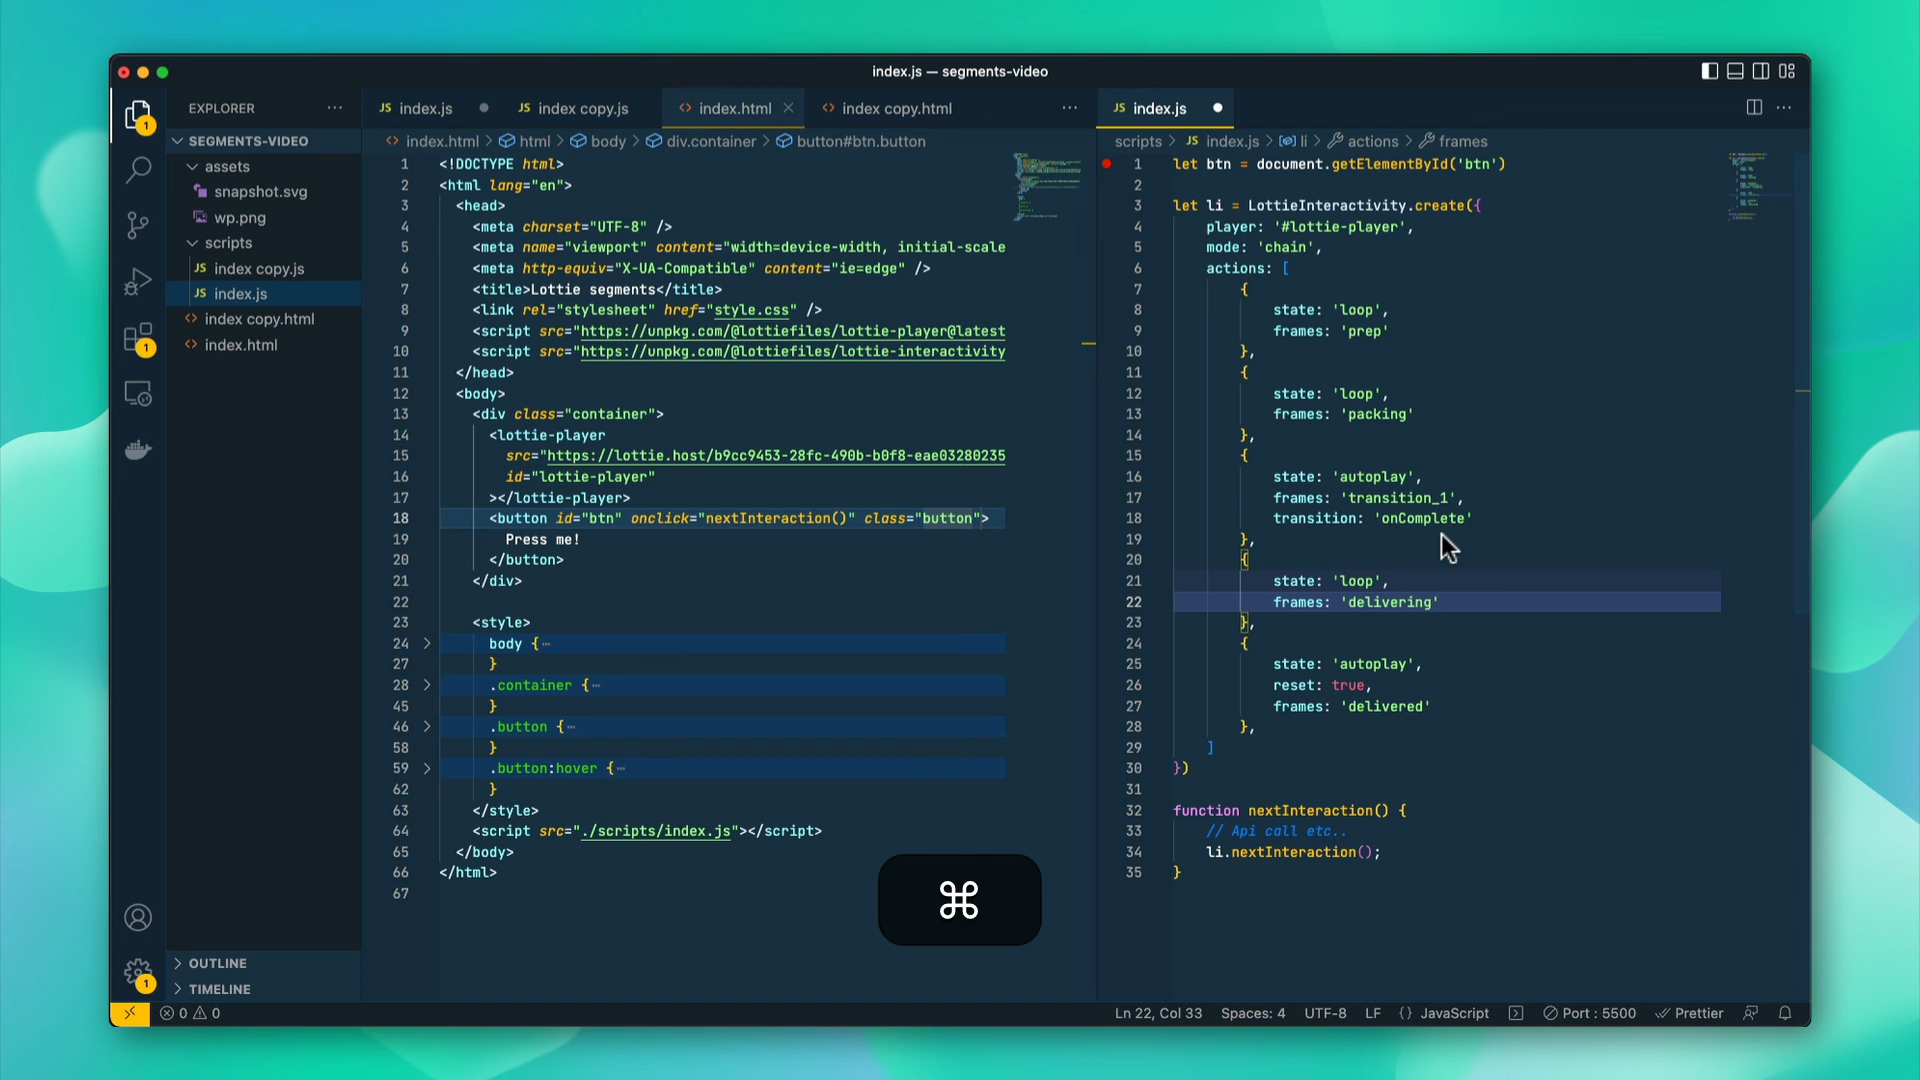 index.js — segments-video
EXPLORER
SEGMENTS-VIDEO
assets
snapshot.svg
wp.png
scripts
JS index copy.js
JS index.js
<> index copy.html
<> index.html
OUTLINE
TIMELINE
1
1
1
JS index.js
JS index copy.js
<> index.html
<> index copy.html
<> index.html > html > body > div.container > button#btn.button
1 <!DOCTYPE html>
2 <html lang="en">
3 <head>
4 <meta charset="UTF-8" />
5 <meta name="viewport" content="width=device-width, initial-scale
6 <meta http-equiv="X-UA-Compatible" content="ie=edge" />
7 <title>Lottie segments</title>
8 <link rel="stylesheet" href="style.css" />
9 <script src="https://unpkg.com/@lottiefiles/lottie-player@latest
10 <script src="https://unpkg.com/@lottiefiles/lottie-interactivity
11 </head>
12 <body>
13 <div class="container">
14 <lottie-player
15 src="https://lottie.host/b9cc9453-28fc-490b-b0f8-eae03280235
16 id="lottie-player"
17 ></lottie-player>
18 <button id="btn" onclick="nextInteraction()" class="button">
19 Press me!
20 </button>
21 </div>
22
23 <style>
24 body {
27 }
28 .container {
45 }
46 .button {
58 }
59 .button:hover {
62 }
63 </style>
64 <script src="./scripts/index.js"></script>
65 </body>
66 </html>
67
JS index.js
scripts > JS index.js > li > actions > frames
1 let btn = document.getElementById('btn')
2
3 let li = LottieInteractivity.create({
4 player: '#lottie-player',
5 mode: 'chain',
6 actions: [
7 {
8 state: 'loop',
9 frames: 'prep'
10 },
11 {
12 state: 'loop',
13 frames: 'packing'
14 },
15 {
16 state: 'autoplay',
17 frames: 'transition_1',
18 transition: 'onComplete'
19 },
20 {
21 state: 'loop',
22 frames: 'delivering'
23 },
24 {
25 state: 'autoplay',
26 reset: true,
27 frames: 'delivered'
28 },
29 ]
30 })
31
32 function nextInteraction() {
33 // Api call etc..
34 li.nextInteraction();
35 }
⌘
0 0
Ln 22, Col 33
Spaces: 4
UTF-8
LF
{} JavaScript
Port : 5500
Prettier